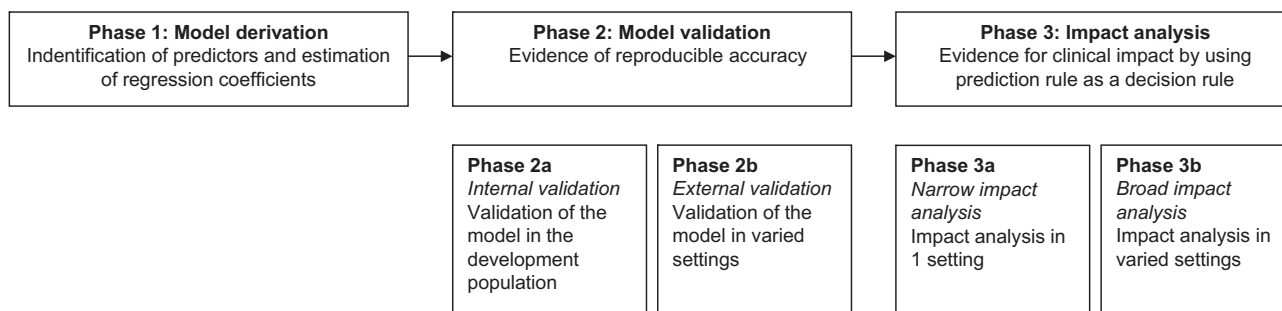 Phase 1: Model derivation
Indentification of predictors and estimation
of regression coefficients
Phase 2: Model validation
Evidence of reproducible accuracy
Phase 3: Impact analysis
Evidence for clinical impact by using
prediction rule as a decision rule
Phase 2a
Internal validation
Validation of the
model in the
development
population
Phase 2b
External validation
Validation of the
model in varied
settings
Phase 3a
Narrow impact
analysis
Impact analysis in
1 setting
Phase 3b
Broad impact
analysis
Impact analysis in
varied settings